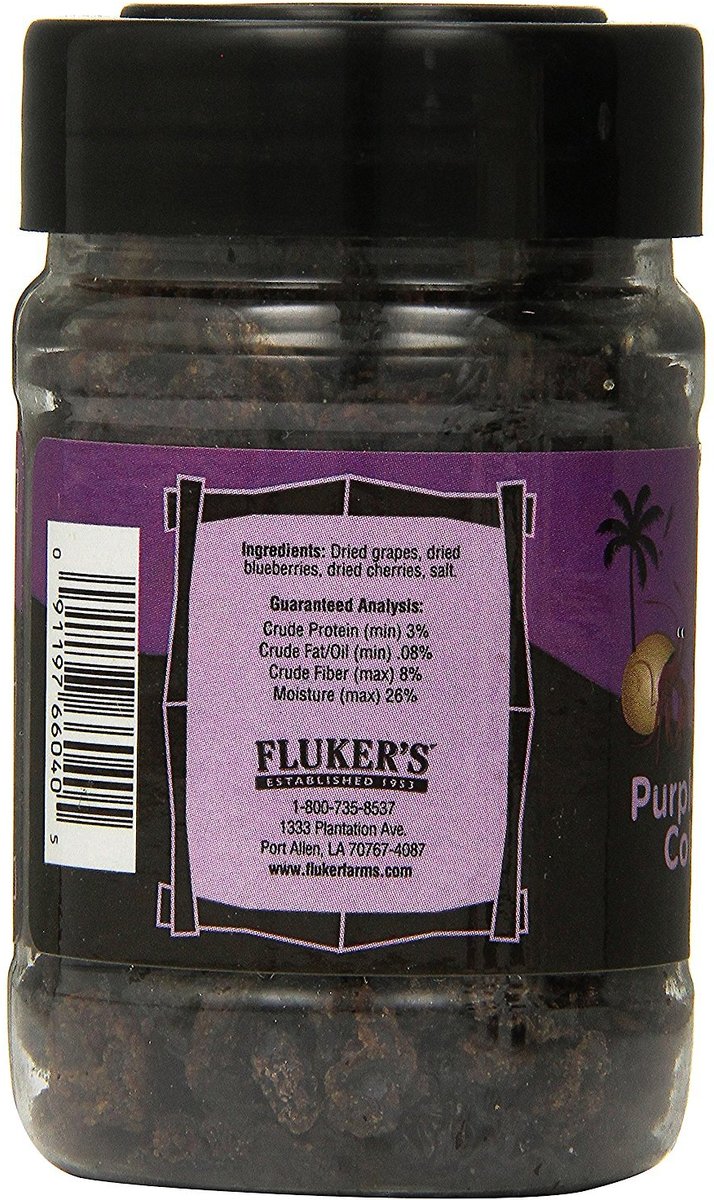 Ingredients: Dried grapes, dried
blueberries, dried cherries, salt.
Guaranteed Analysis:
Crude Protein (min) 3%
Crude Fat/Oil (min) .08%
Crude Fiber (max) 8%
Moisture (max) 26%
FLUKER'S
ESTABLISHED 1953
1-800-735-8537
1333 Plantation Ave.
Port Allen, LA 70767-4087
www.flukerfarms.com
0 91197 66040 5